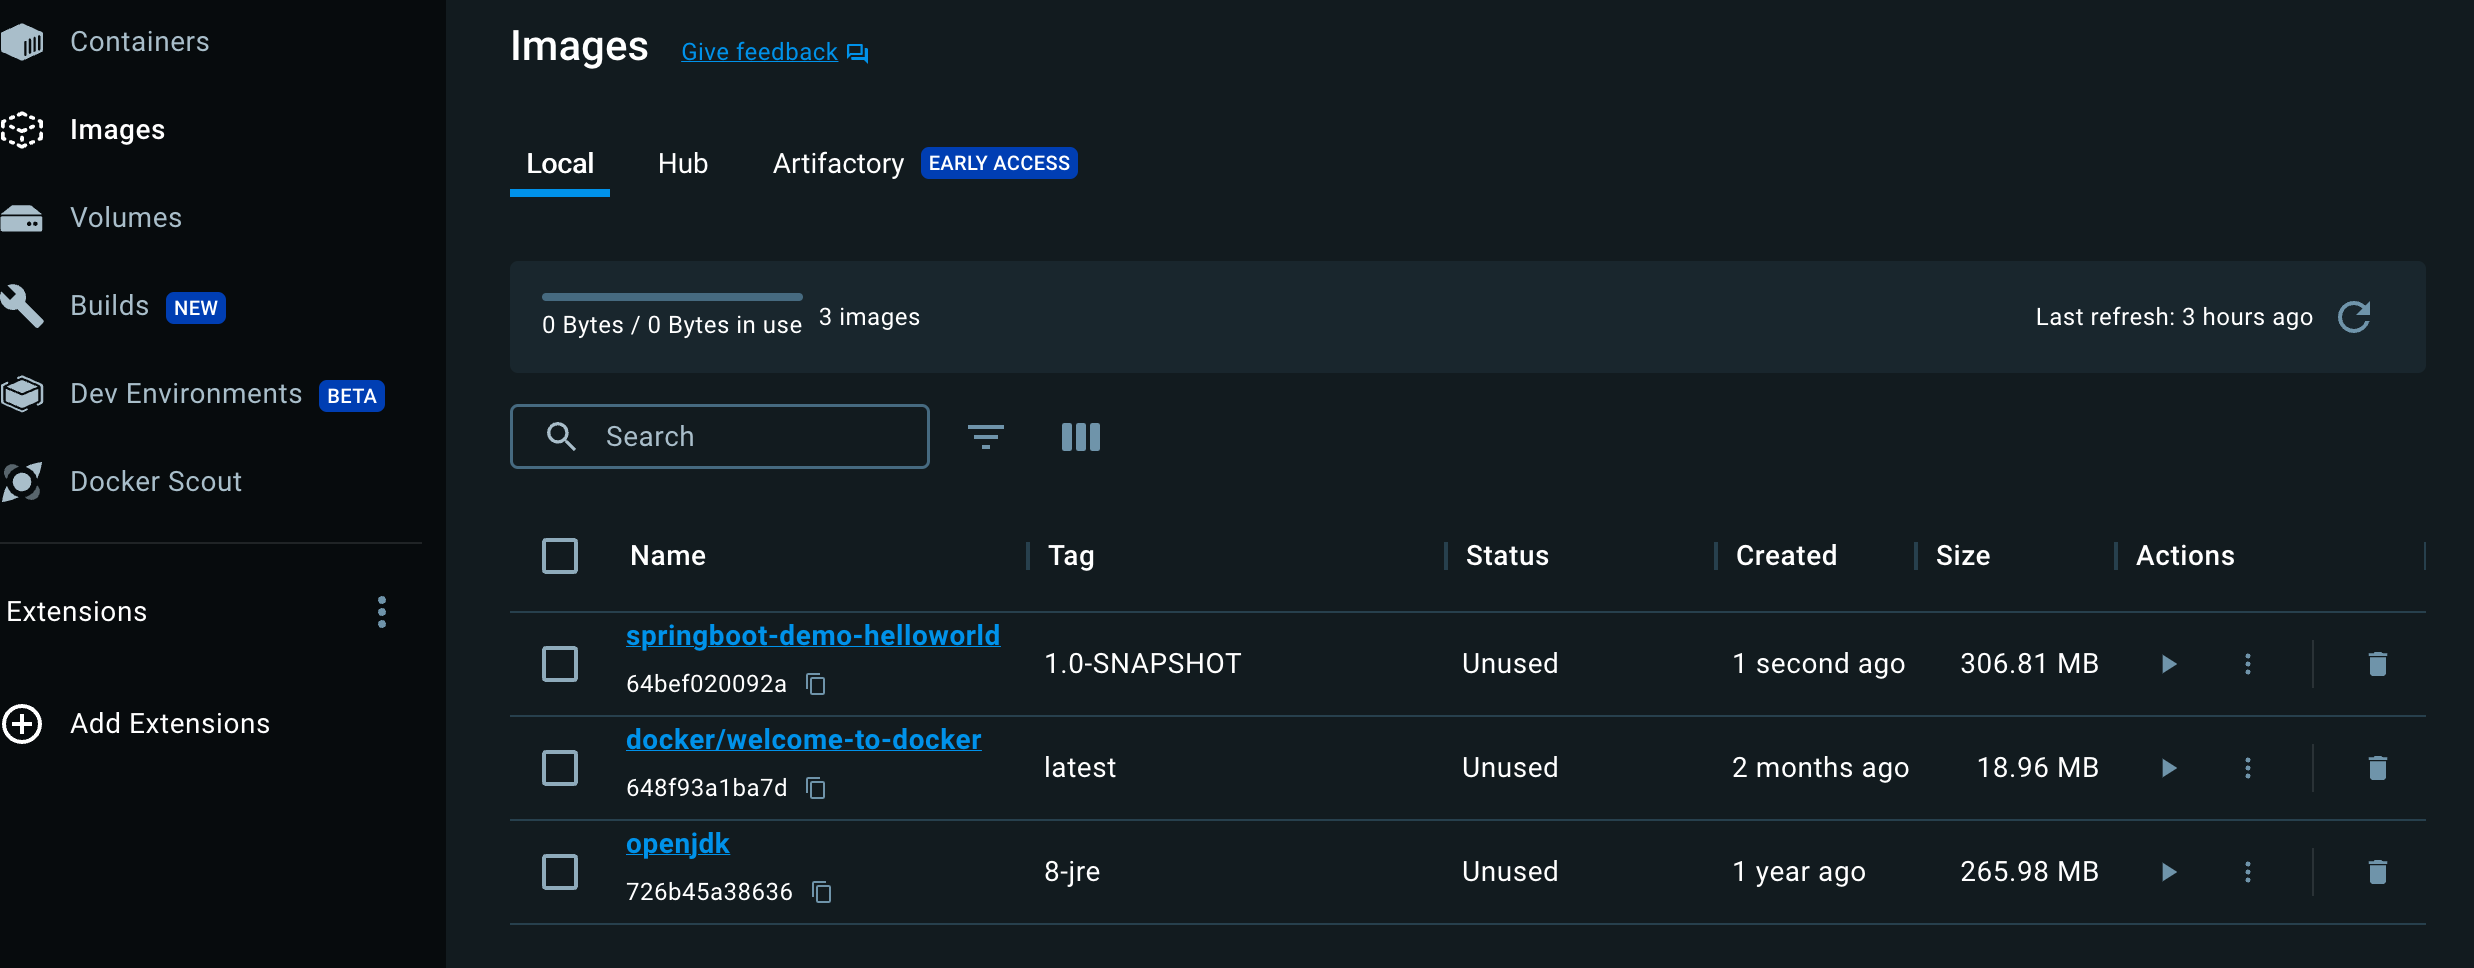 Containers
Images
Volumes
Builds NEW
Dev Environments BETA
Docker Scout
Extensions
Add Extensions
Images Give feedback
Local Hub Artifactory EARLY ACCESS
0 Bytes / 0 Bytes in use 3 images Last refresh: 3 hours ago
Search
Name Tag Status Created Size Actions
springboot-demo-helloworld
64bef020092a 1.0-SNAPSHOT Unused 1 second ago 306.81 MB
docker/welcome-to-docker
648f93a1ba7d latest Unused 2 months ago 18.96 MB
openjdk
726b45a38636 8-jre Unused 1 year ago 265.98 MB